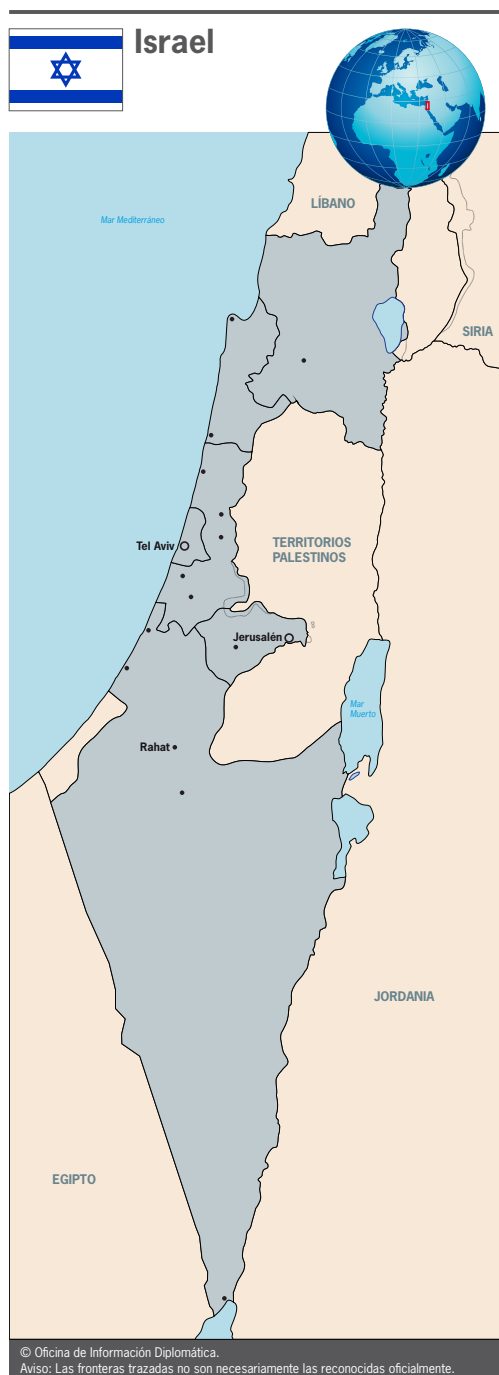 Israel
Mar Mediterráneo
LÍBANO
SIRIA
Tel Aviv
TERRITORIOS
PALESTINOS
Jerusalén
Mar
Muerto
Rahat
JORDANIA
EGIPTO
© Oficina de Información Diplomática.
Aviso: Las fronteras trazadas no son necesariamente las reconocidas oficialmente.